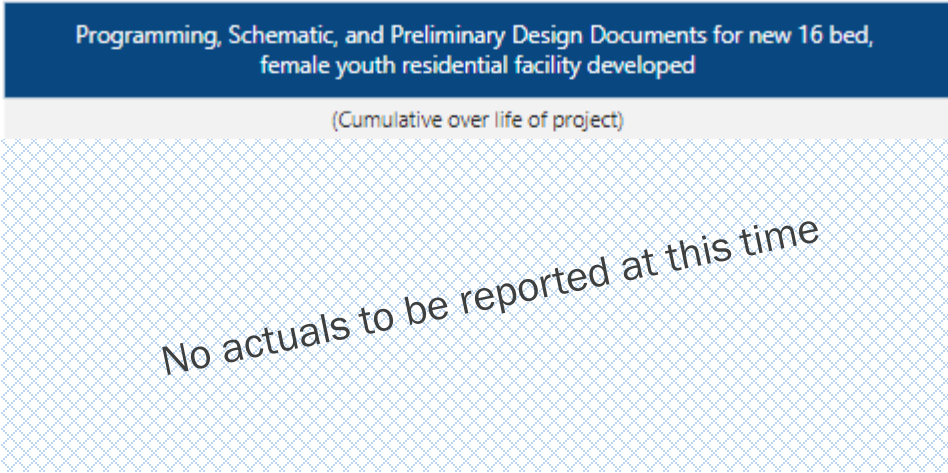 Programming, Schematic, and Preliminary Design Documents for new 16 bed,
female youth residential facility developed
(Cumulative over life of project)
No actuals to be reported at this time